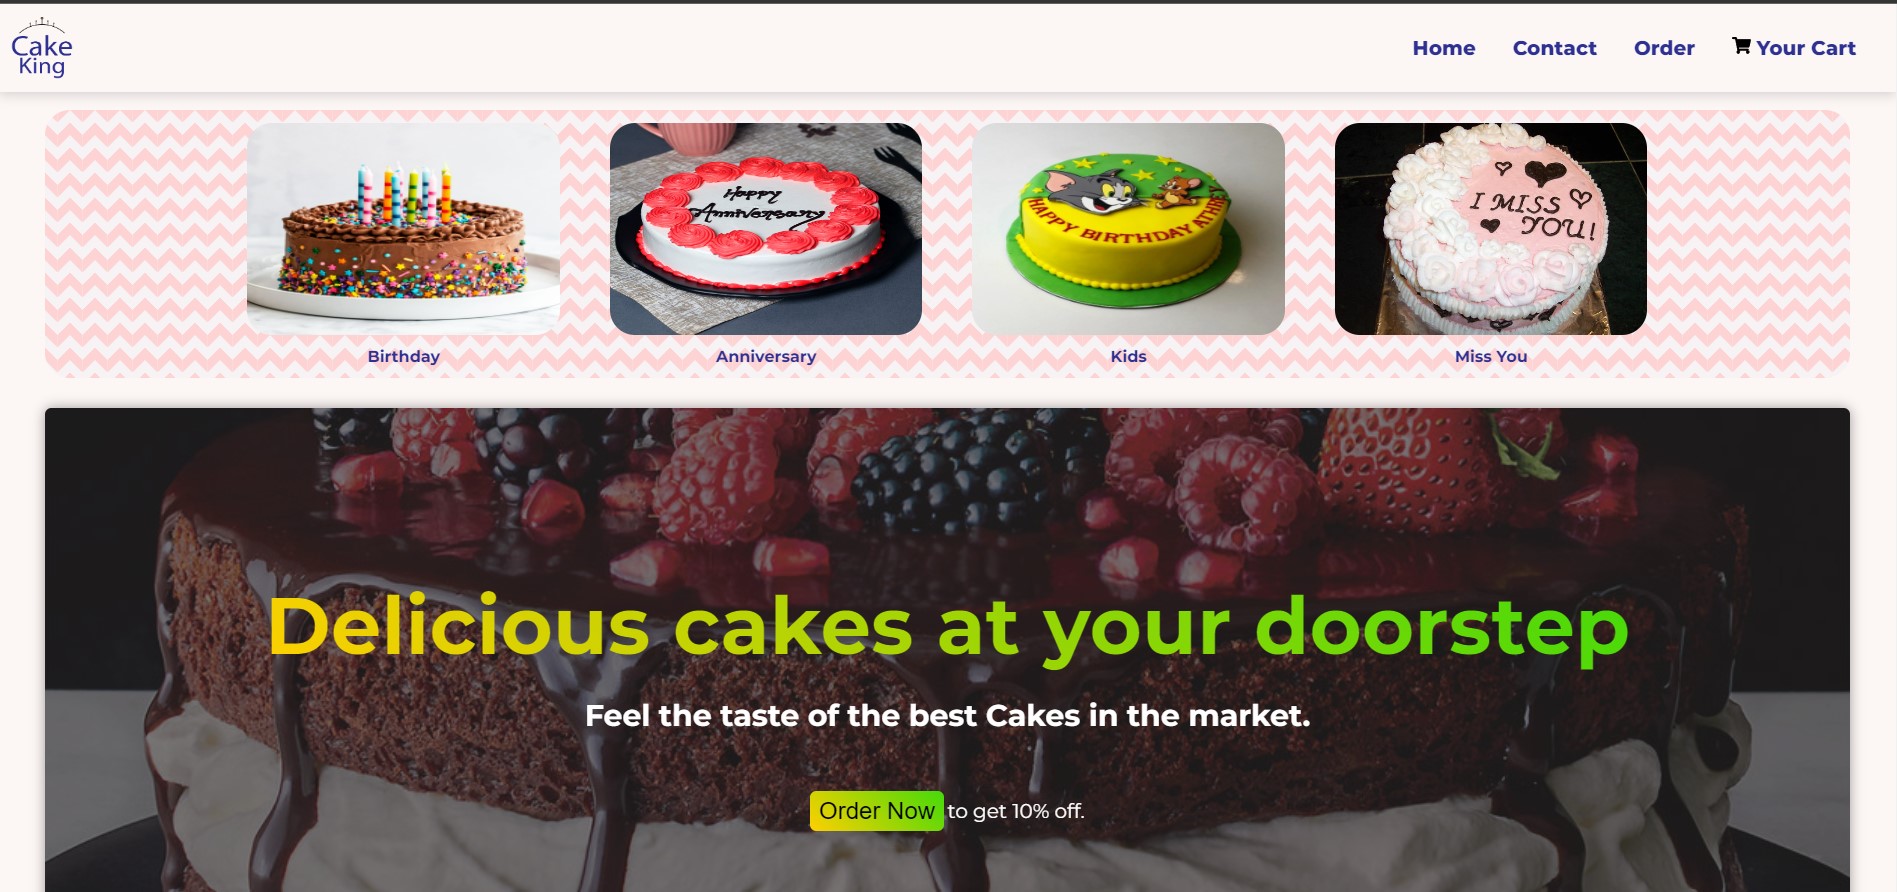 Cake
King
Home Contact Order Your Cart
Happy
Anniversary
HAPPY BIRTHDAY ATHARV
I MISS
YOU!
Birthday Anniversary Kids Miss You
Delicious cakes at your doorstep
Feel the taste of the best Cakes in the market.
Order Now to get 10% off.